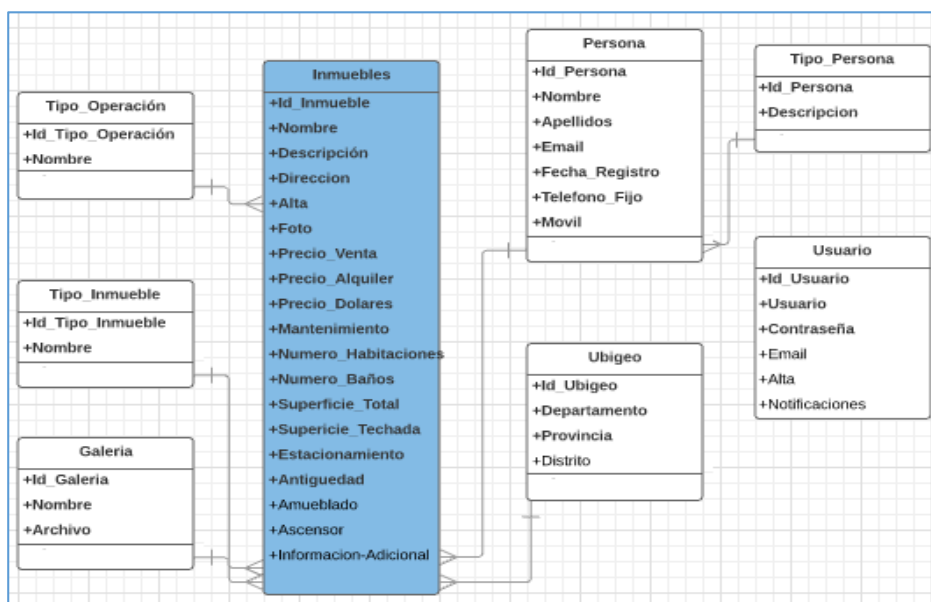 Tipo_Operación
+Id_Tipo_Operación
+Nombre
Tipo_Inmueble
+Id_Tipo_Inmueble
+Nombre
Galeria
+Id_Galeria
+Nombre
+Archivo
Inmuebles
+Id_Inmueble
+Nombre
+Descripción
+Direccion
+Alta
+Foto
+Precio_Venta
+Precio_Alquiler
+Precio_Dolares
+Mantenimiento
+Numero_Habitaciones
+Numero_Baños
+Superficie_Total
+Supericie_Techada
+Estacionamiento
+Antiguedad
+Amueblado
+Ascensor
+Informacion-Adicional
Persona
+Id_Persona
+Nombre
+Apellidos
+Email
+Fecha_Registro
+Telefono_Fijo
+Movil
Ubigeo
+Id_Ubigeo
+Departamento
+Provincia
+Distrito
Tipo_Persona
+Id_Persona
+Descripcion
Usuario
+Id_Usuario
+Usuario
+Contraseña
+Email
+Alta
+Notificaciones